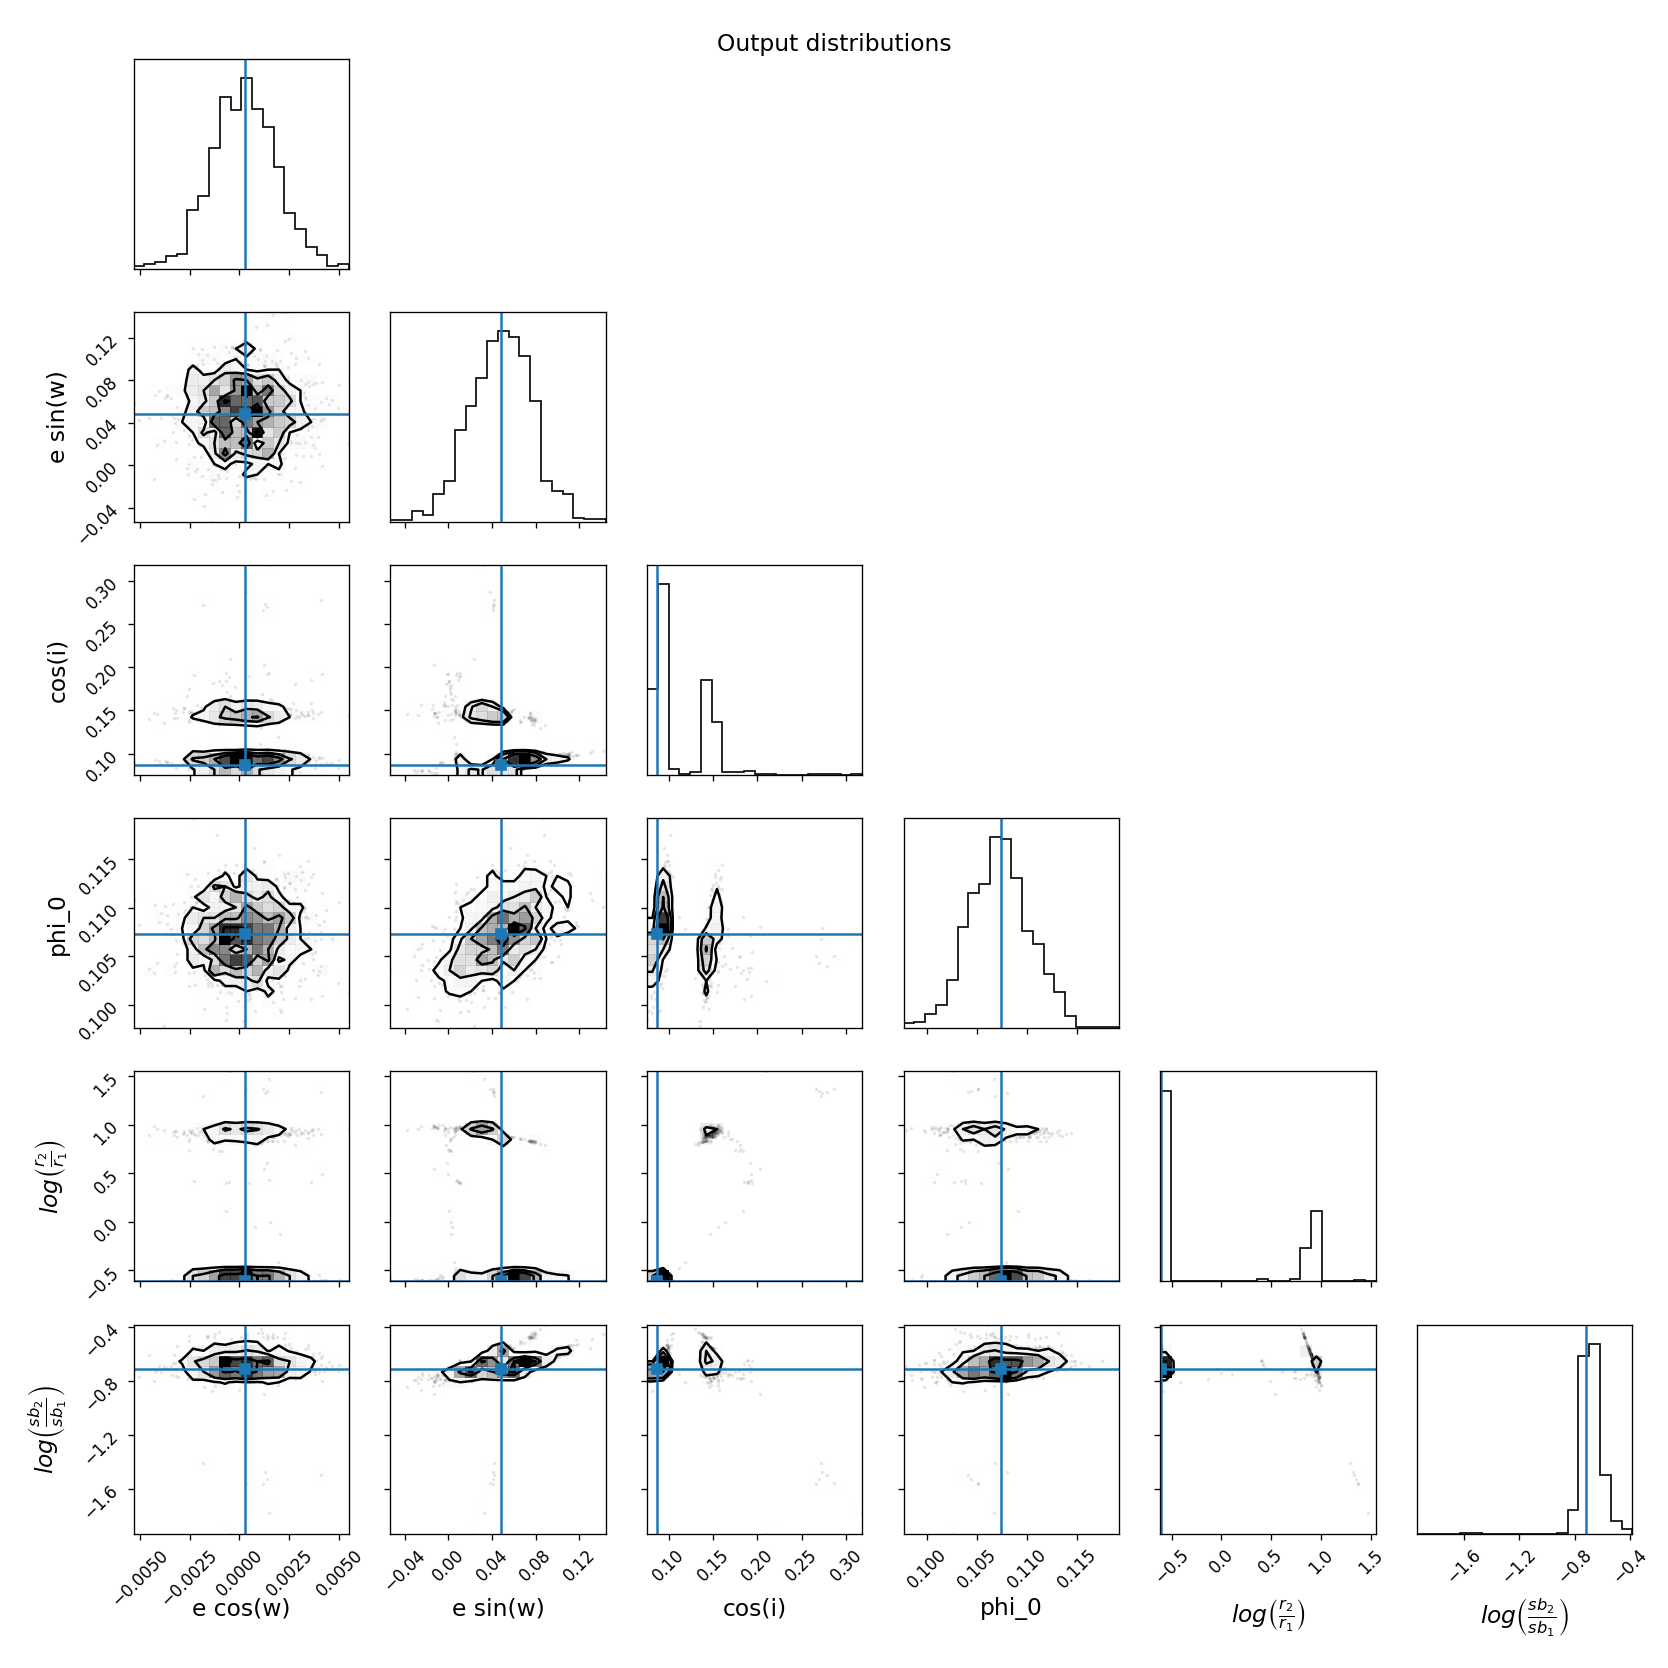 Output distributions
e sin(w)
0.12
0.08
0.04
0.00
−0.04
cos(i)
0.30
0.25
0.20
0.15
0.10
phi_0
0.115
0.110
0.105
0.100
log(r2/r1)
1.5
1.0
0.5
0.0
−0.5
log(sb2/sb1)
−0.4
−0.8
−1.2
−1.6
−0.0050 −0.0025 0.0000 0.0025 0.0050
−0.04 0.00 0.04 0.08 0.12
0.10 0.15 0.20 0.25 0.30
0.100 0.105 0.110 0.115
−0.5 0.0 0.5 1.0 1.5
−1.6 −1.2 −0.8 −0.4
e cos(w) e sin(w) cos(i) phi_0 log(r2/r1) log(sb2/sb1)